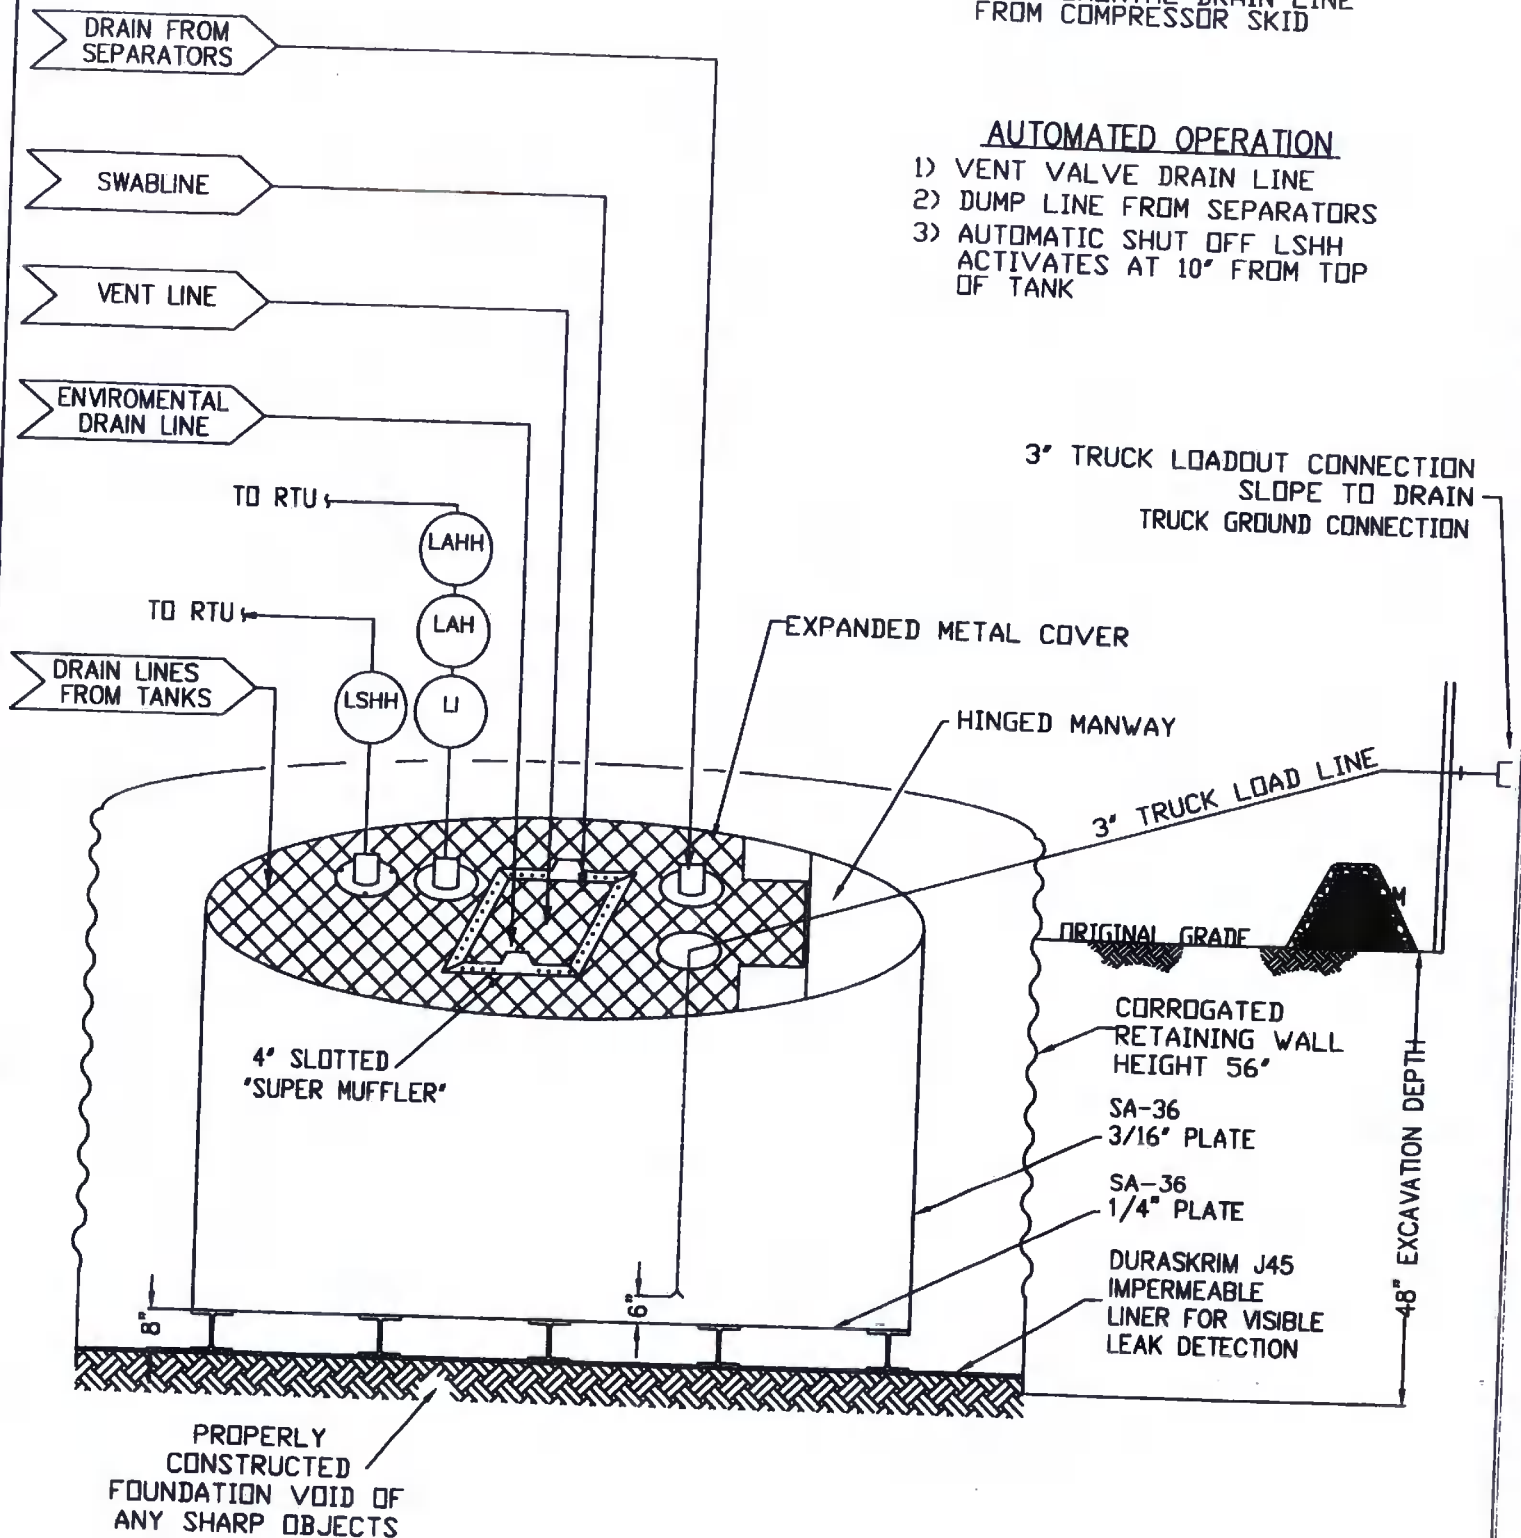 FROM COMPRESSOR SKID
DRAIN FROM
SEPARATORS
AUTOMATED OPERATION
1) VENT VALVE DRAIN LINE
2) DUMP LINE FROM SEPARATORS
3) AUTOMATIC SHUT OFF LSHH
ACTIVATES AT 10" FROM TOP
OF TANK
SWABLINE
VENT LINE
ENVIROMENTAL
DRAIN LINE
3" TRUCK LOADOUT CONNECTION
SLOPE TO DRAIN
TRUCK GROUND CONNECTION
TO RTU
LAHH
LAH
LI
TO RTU
LSHH
DRAIN LINES
FROM TANKS
EXPANDED METAL COVER
HINGED MANWAY
3" TRUCK LOAD LINE
ORIGINAL GRADE
4" SLOTTED
"SUPER MUFFLER"
CORROGATED
RETAINING WALL
HEIGHT 56"
SA-36
3/16" PLATE
SA-36
1/4" PLATE
DURASKRIM J45
IMPERMEABLE
LINER FOR VISIBLE
LEAK DETECTION
48" EXCAVATION DEPTH
8"
6"
PROPERLY
CONSTRUCTED
FOUNDATION VOID OF
ANY SHARP OBJECTS